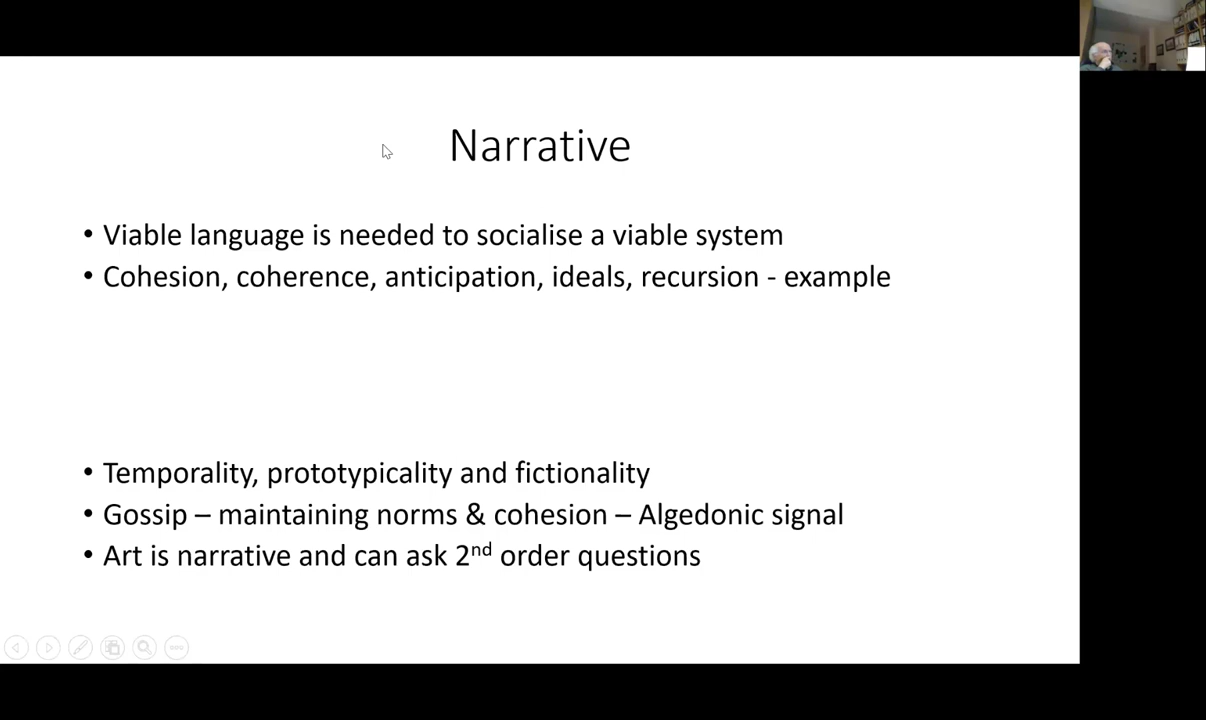 Narrative
• Viable language is needed to socialise a viable system
• Cohesion, coherence, anticipation, ideals, recursion - example
• Temporality, prototypicality and fictionality
• Gossip – maintaining norms & cohesion – Algedonic signal
• Art is narrative and can ask 2nd order questions